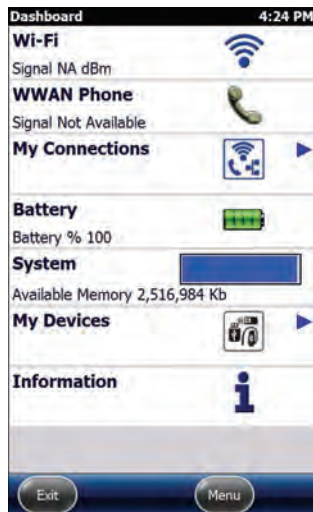 Dashboard 4:24 PM
Wi-Fi
Signal NA dBm
WWAN Phone
Signal Not Available
My Connections
Battery
Battery % 100
System
Available Memory 2,516,984 Kb
My Devices
Information
Exit Menu